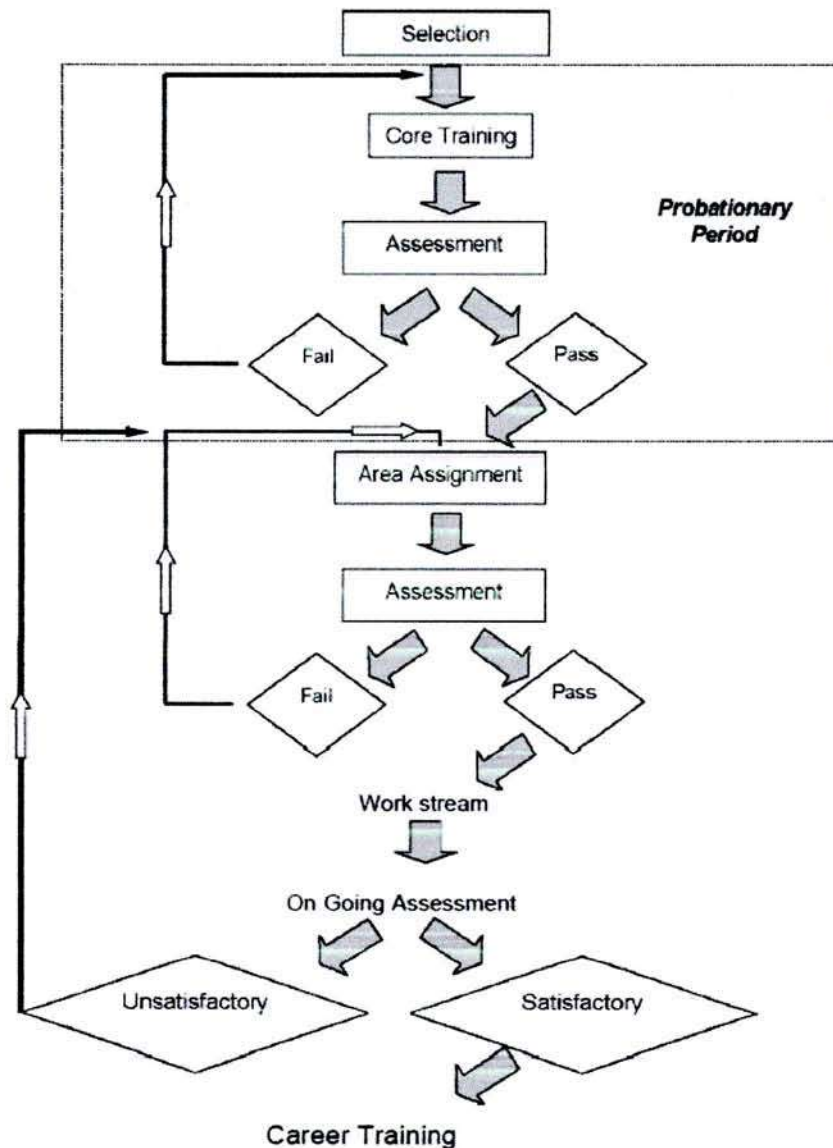 Selection
Core Training
Probationary
Period
Assessment
Fail
Pass
Area Assignment
Assessment
Fail
Pass
Work stream
On Going Assessment
Unsatisfactory
Satisfactory
Career Training